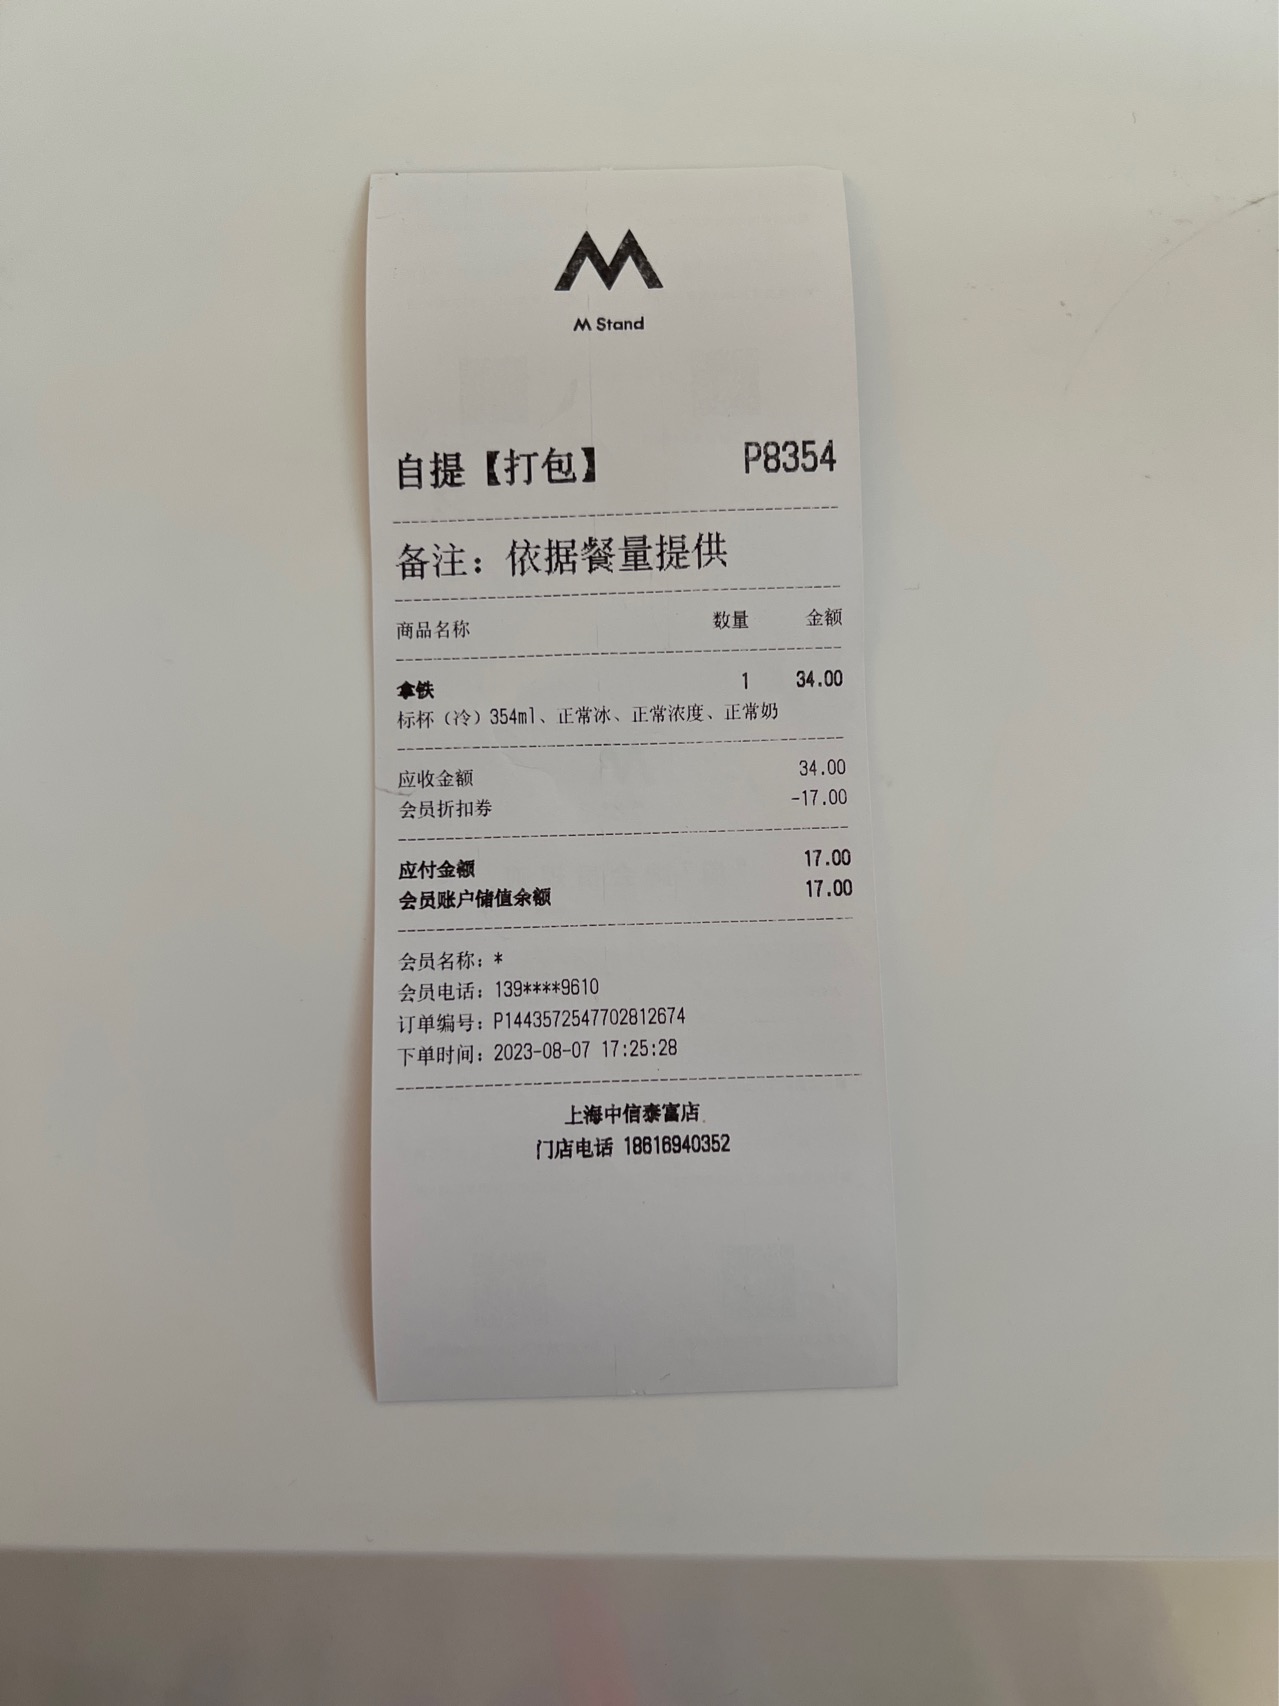 M
M Stand
自提【打包】 P8354
备注：依据餐量提供
商品名称 数量 金额
拿铁 1 34.00
标杯（冷）354ml、正常冰、正常浓度、正常奶
应收金额 34.00
会员折扣券 -17.00
应付金额 17.00
会员账户储值余额 17.00
会员名称：*
会员电话：139****9610
订单编号：P1443572547702812674
下单时间：2023-08-07 17:25:28
上海中信泰富店
门店电话 18616940352